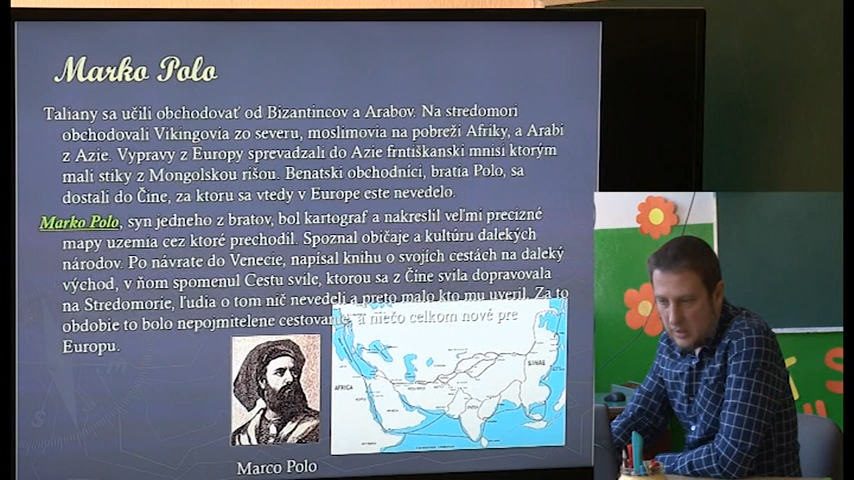 Marko Polo
Taliany sa učili obchodovať od Bizantincov a Arabov. Na stredomori
obchodovali Vikingovia zo severu, moslimovia na pobreží Afriky, a Arabi
z Azie. Vypravy z Europy sprevadzali do Azie frntiškanski mnisi ktorým
mali stiky z Mongolskou rišou. Benatski obchodníci, bratia Polo, sa
dostali do Čine, za ktoru sa vtedy v Europe este nevedelo.
Marko Polo, syn jedneho z bratov, bol kartograf a nakreslil veľmi precizné
mapy uzemia cez ktoré prechodil. Spoznal običaje a kultúru dalekých
národov. Po návrate do Venecie, napísal knihu o svojích cestách na daleký
východ, v ňom spomenul Cestu svile, ktorou sa z Číne svila dopravovala
na Stredomorie, ľudia o tom nič nevedeli a preto malo kto mu uveril. Za to
obdobie to bolo nepojmitelene cestovanie, a niečo celkom nové pre
Europu.
AFRICA
SINAE
Marco Polo